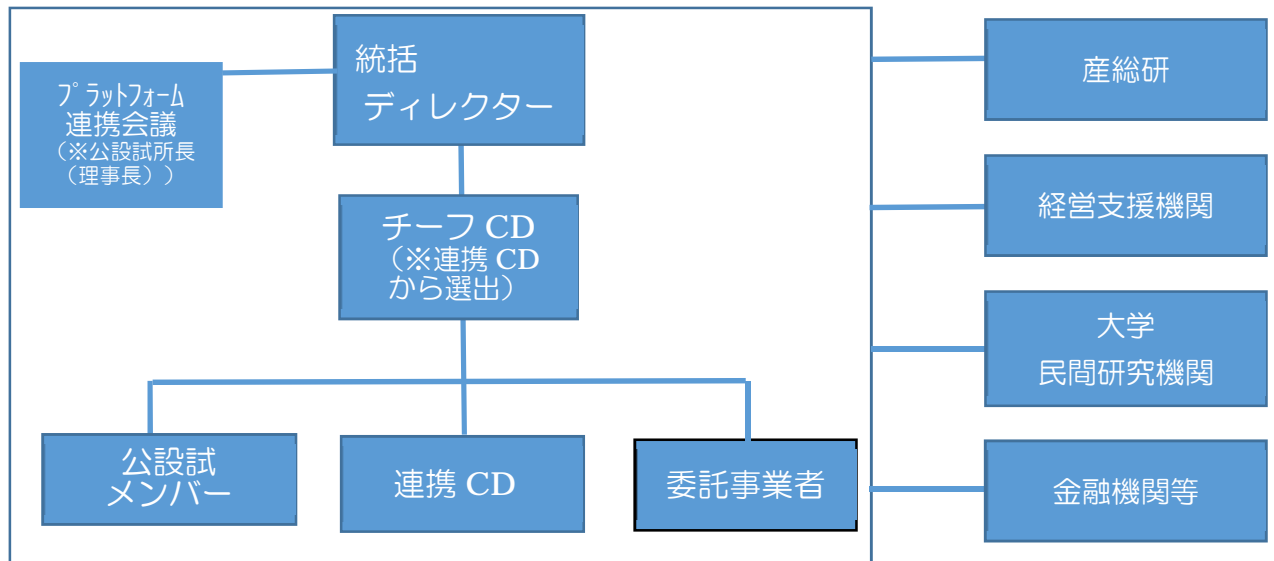 統括
ディレクター
プラットフォーム
連携会議
(※公設試所長
(理事長))
チーフ CD
(※連携 CD
から選出)
公設試
メンバー
連携 CD
委託事業者
産総研
経営支援機関
大学
民間研究機関
金融機関等